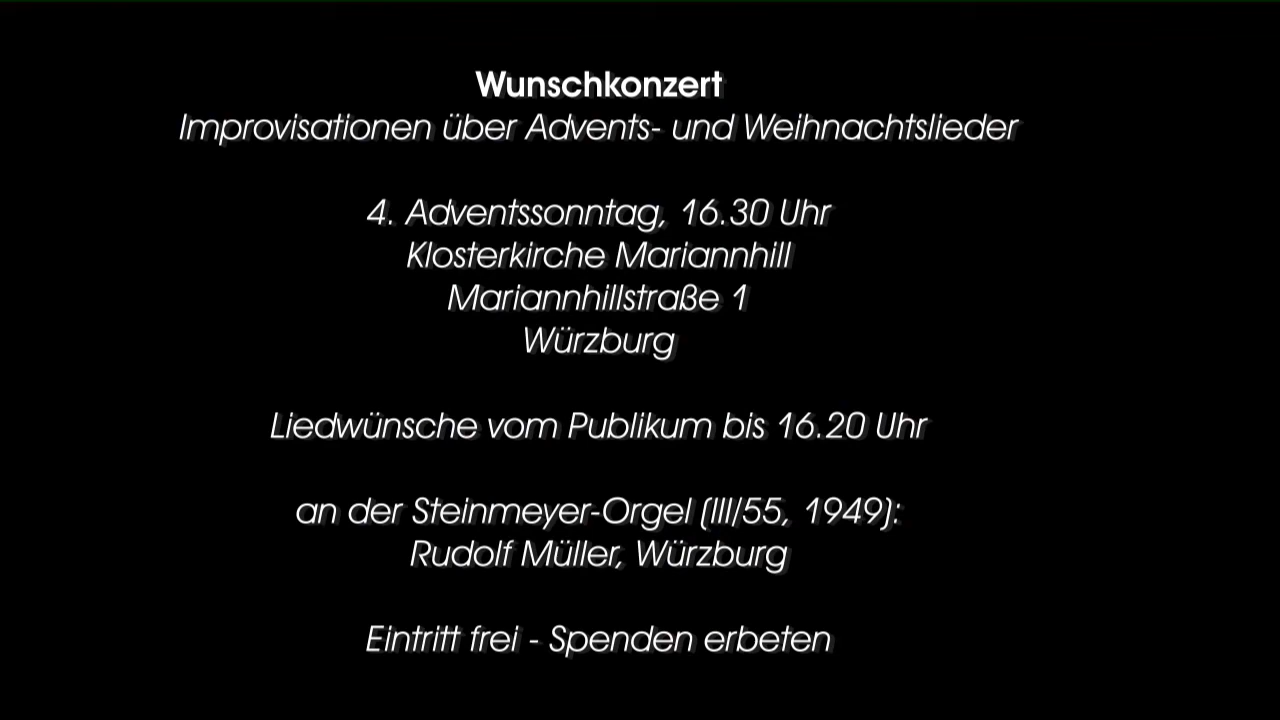 Wunschkonzert
Improvisationen über Advents- und Weihnachtslieder
4. Adventssonntag, 16.30 Uhr
Klosterkirche Mariannhill
Mariannhillstraße 1
Würzburg
Liedwünsche vom Publikum bis 16.20 Uhr
an der Steinmeyer-Orgel (III/55, 1949):
Rudolf Müller, Würzburg
Eintritt frei - Spenden erbeten